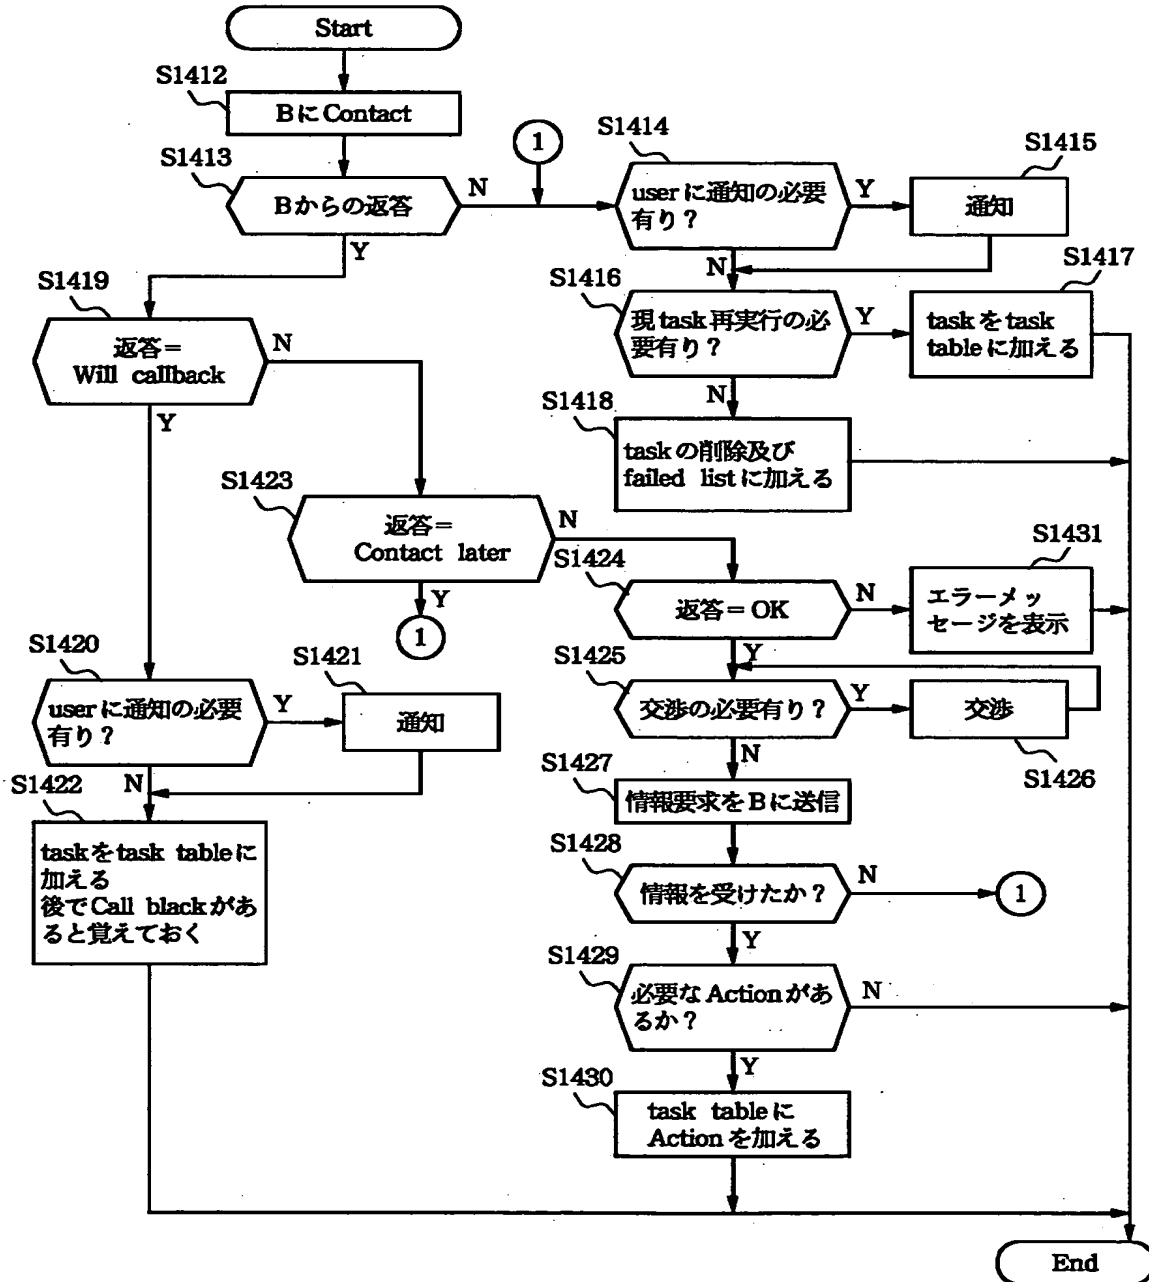 Start
S1412
BにContact
S1413
Bからの返答
N
1
S1414
userに通知の必要
有り？
Y
S1415
通知
Y
N
S1416
現task再実行の必
要有り？
Y
S1417
taskをtask
tableに加える
N
S1418
taskの削除及び
failed listに加える
S1419
返答＝
Will callback
N
Y
S1423
返答＝
Contact later
N
Y
1
S1424
返答＝OK
N
S1431
エラーメッ
セージを表示
Y
S1425
交渉の必要有り？
Y
交渉
S1426
N
S1420
userに通知の必要
有り？
Y
S1421
通知
N
S1422
taskをtask tableに
加える
後でCall blackがあ
ると覚えておく
S1427
情報要求をBに送信
S1428
情報を受けたか？
N
1
Y
S1429
必要なActionがあ
るか？
N
Y
S1430
task tableに
Actionを加える
End